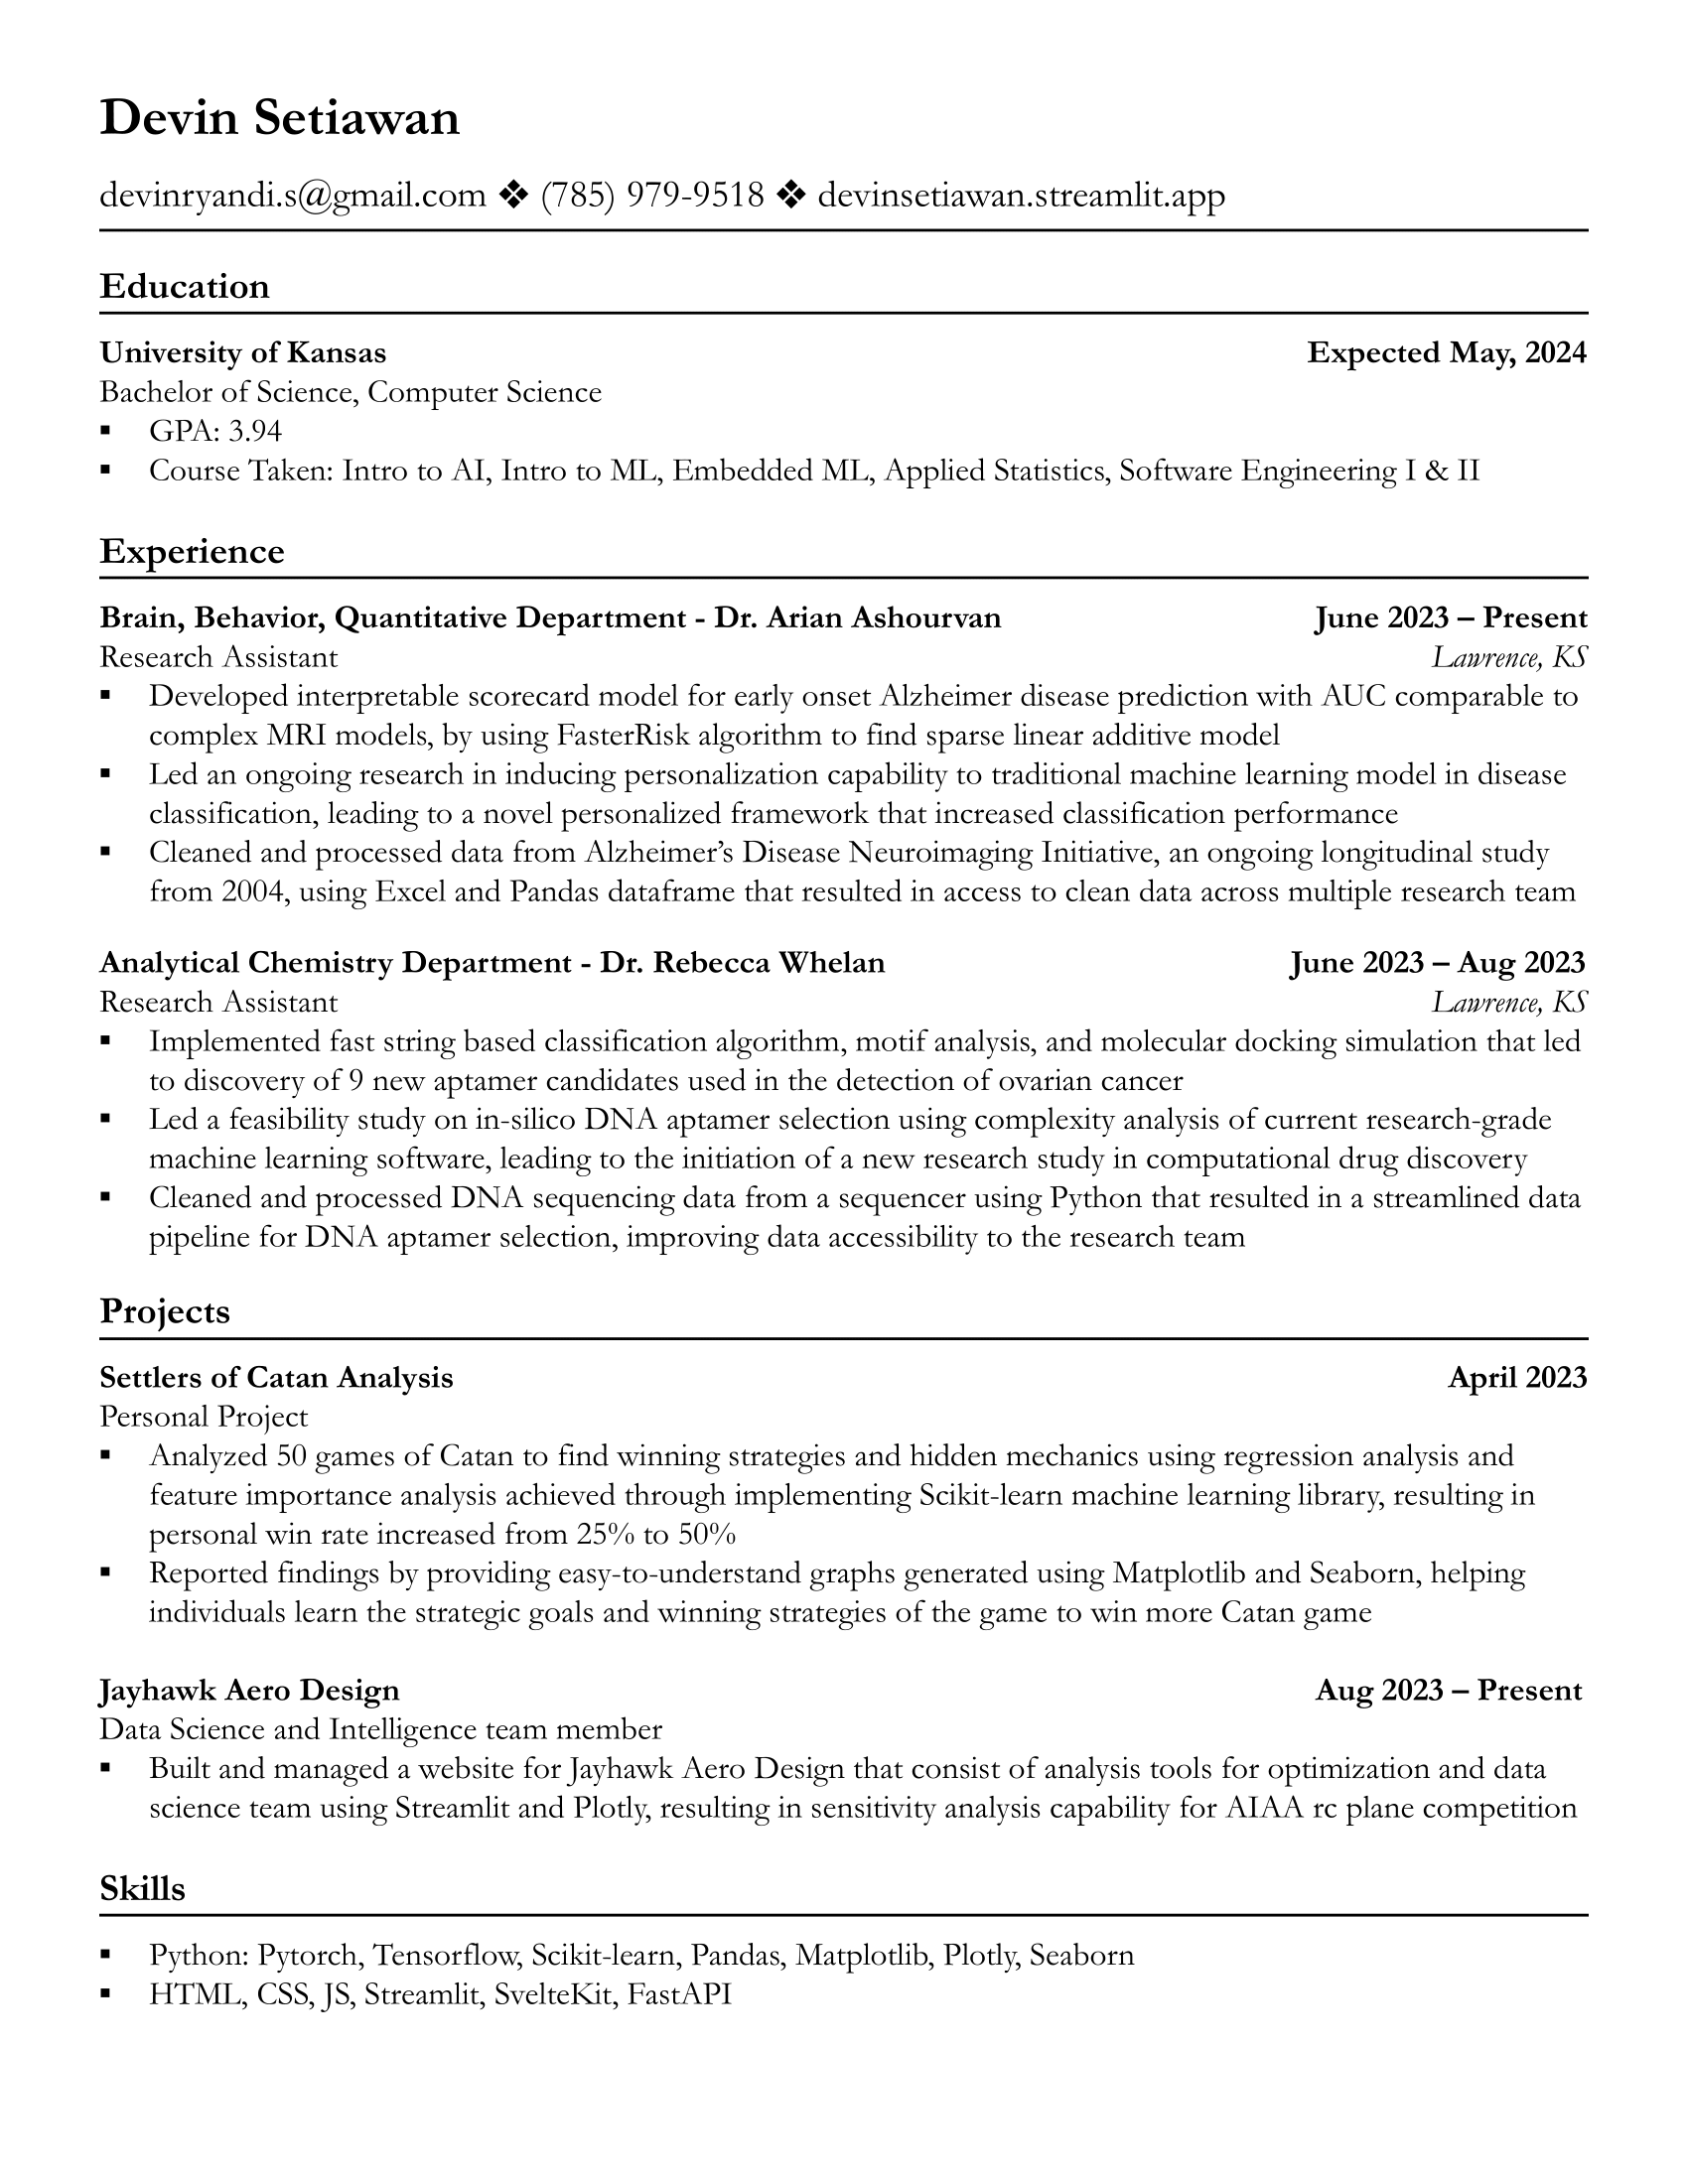 Devin Setiawan
devinryandi.s@gmail.com ❖ (785) 979-9518 ❖ devinsetiawan.streamlit.app
Education
University of Kansas Expected May, 2024
Bachelor of Science, Computer Science
▪ GPA: 3.94
▪ Course Taken: Intro to AI, Intro to ML, Embedded ML, Applied Statistics, Software Engineering I & II
Experience
Brain, Behavior, Quantitative Department - Dr. Arian Ashourvan June 2023 – Present
Research Assistant Lawrence, KS
▪ Developed interpretable scorecard model for early onset Alzheimer disease prediction with AUC comparable to
complex MRI models, by using FasterRisk algorithm to find sparse linear additive model
▪ Led an ongoing research in inducing personalization capability to traditional machine learning model in disease
classification, leading to a novel personalized framework that increased classification performance
▪ Cleaned and processed data from Alzheimer’s Disease Neuroimaging Initiative, an ongoing longitudinal study
from 2004, using Excel and Pandas dataframe that resulted in access to clean data across multiple research team
Analytical Chemistry Department - Dr. Rebecca Whelan June 2023 – Aug 2023
Research Assistant Lawrence, KS
▪ Implemented fast string based classification algorithm, motif analysis, and molecular docking simulation that led
to discovery of 9 new aptamer candidates used in the detection of ovarian cancer
▪ Led a feasibility study on in-silico DNA aptamer selection using complexity analysis of current research-grade
machine learning software, leading to the initiation of a new research study in computational drug discovery
▪ Cleaned and processed DNA sequencing data from a sequencer using Python that resulted in a streamlined data
pipeline for DNA aptamer selection, improving data accessibility to the research team
Projects
Settlers of Catan Analysis April 2023
Personal Project
▪ Analyzed 50 games of Catan to find winning strategies and hidden mechanics using regression analysis and
feature importance analysis achieved through implementing Scikit-learn machine learning library, resulting in
personal win rate increased from 25% to 50%
▪ Reported findings by providing easy-to-understand graphs generated using Matplotlib and Seaborn, helping
individuals learn the strategic goals and winning strategies of the game to win more Catan game
Jayhawk Aero Design Aug 2023 – Present
Data Science and Intelligence team member
▪ Built and managed a website for Jayhawk Aero Design that consist of analysis tools for optimization and data
science team using Streamlit and Plotly, resulting in sensitivity analysis capability for AIAA rc plane competition
Skills
▪ Python: Pytorch, Tensorflow, Scikit-learn, Pandas, Matplotlib, Plotly, Seaborn
▪ HTML, CSS, JS, Streamlit, SvelteKit, FastAPI